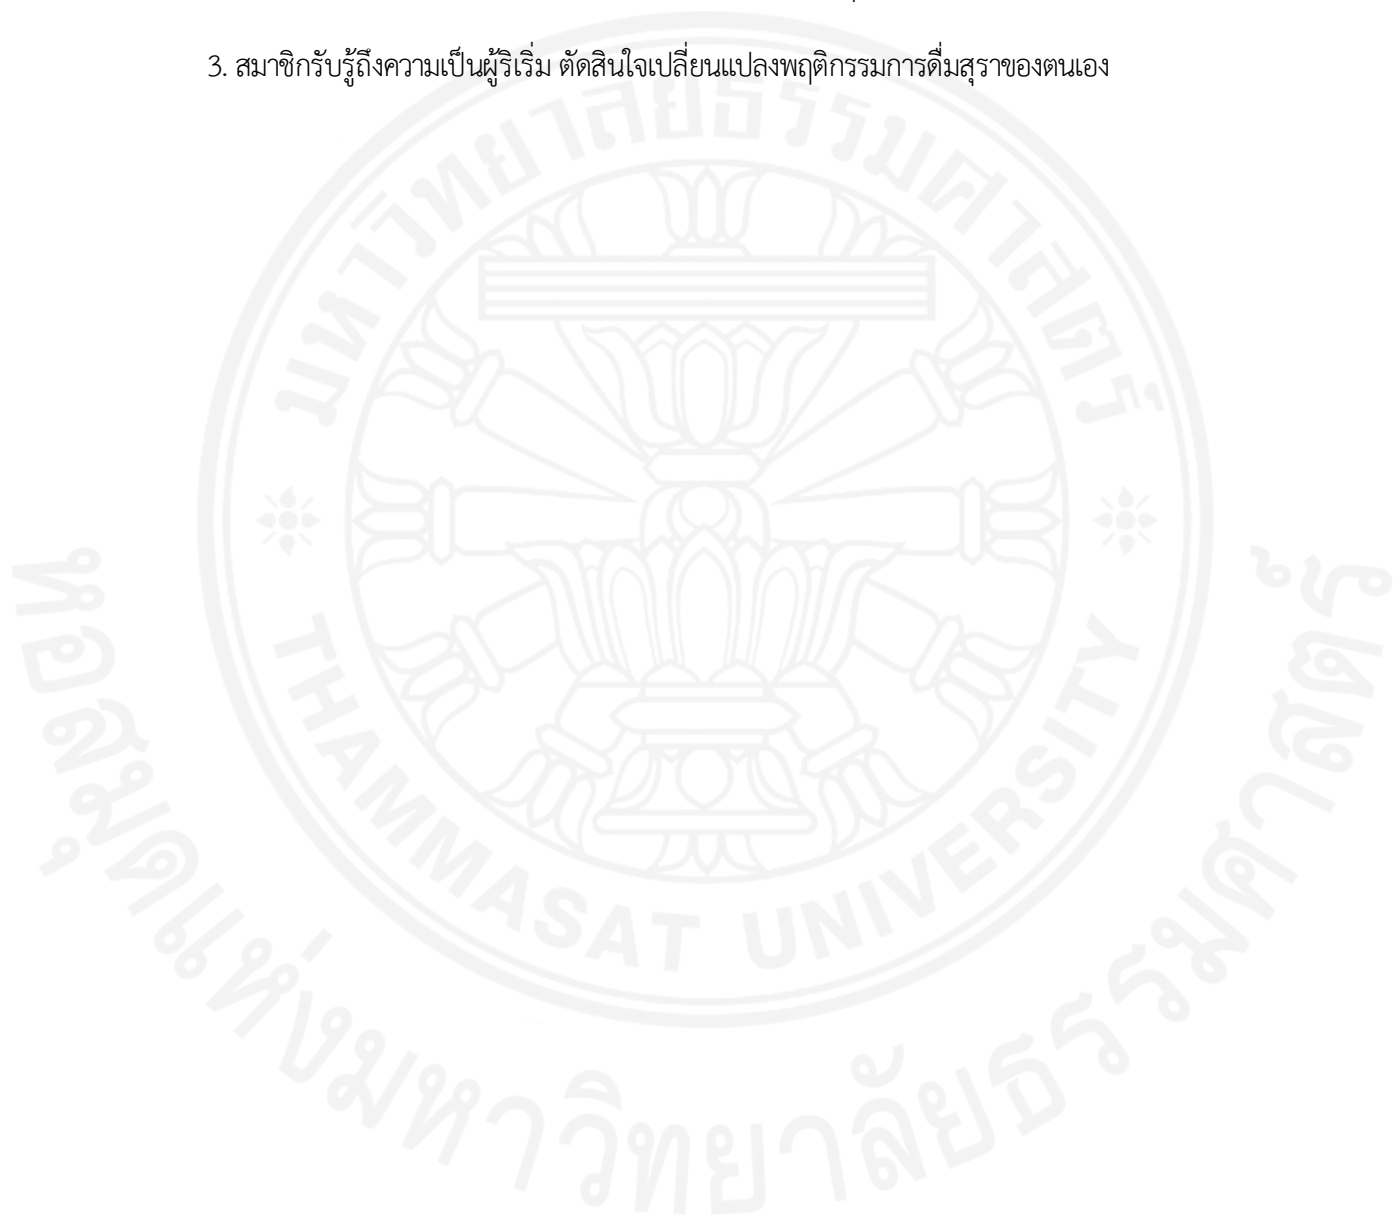 3. สมาชิกรับรู้ถึงความเป็นผู้ริเริ่ม ตัดสินใจเปลี่ยนแปลงพฤติกรรมการดื่มสุราของตนเอง
มหาวิทยาลัยธรรมศาสตร์
THAMMASAT UNIVERSITY
หอสมุดแห่งมหาวิทยาลัยธรรมศาสตร์